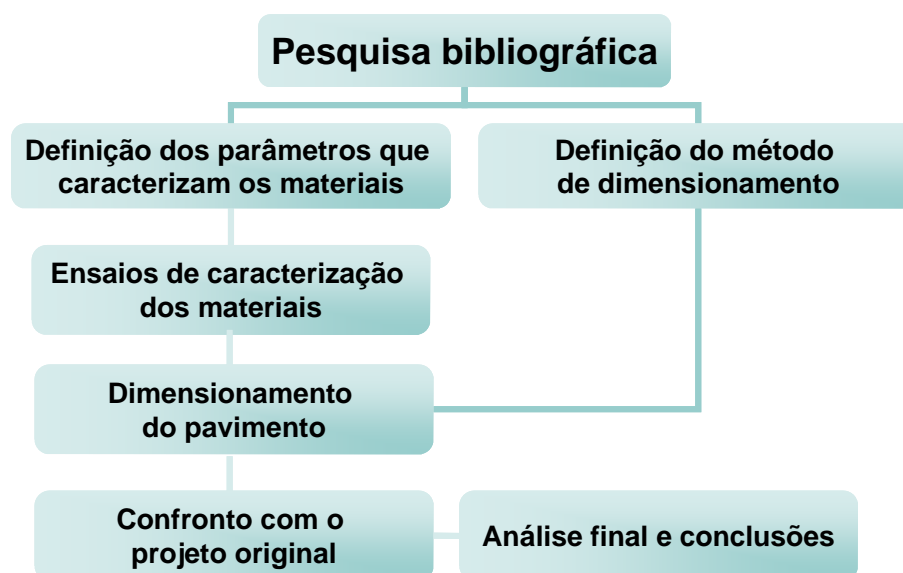 Pesquisa bibliográfica
Definição dos parâmetros que
caracterizam os materiais
Definição do método
de dimensionamento
Ensaios de caracterização
dos materiais
Dimensionamento
do pavimento
Confronto com o
projeto original
Análise final e conclusões